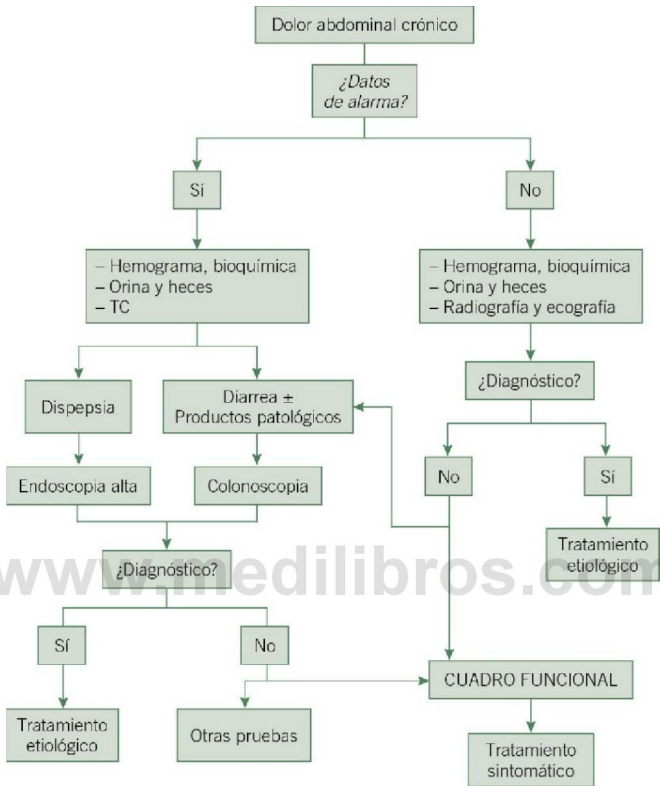 Dolor abdominal crónico
¿Datos
de alarma?
Sí
No
– Hemograma, bioquímica
– Orina y heces
– TC
– Hemograma, bioquímica
– Orina y heces
– Radiografía y ecografía
Dispepsia
Diarrea ±
Productos patológicos
¿Diagnóstico?
Endoscopia alta
Colonoscopia
No
Sí
¿Diagnóstico?
Tratamiento
etiológico
www.medilibros.com
Sí
No
CUADRO FUNCIONAL
Tratamiento
etiológico
Otras pruebas
Tratamiento
sintomático